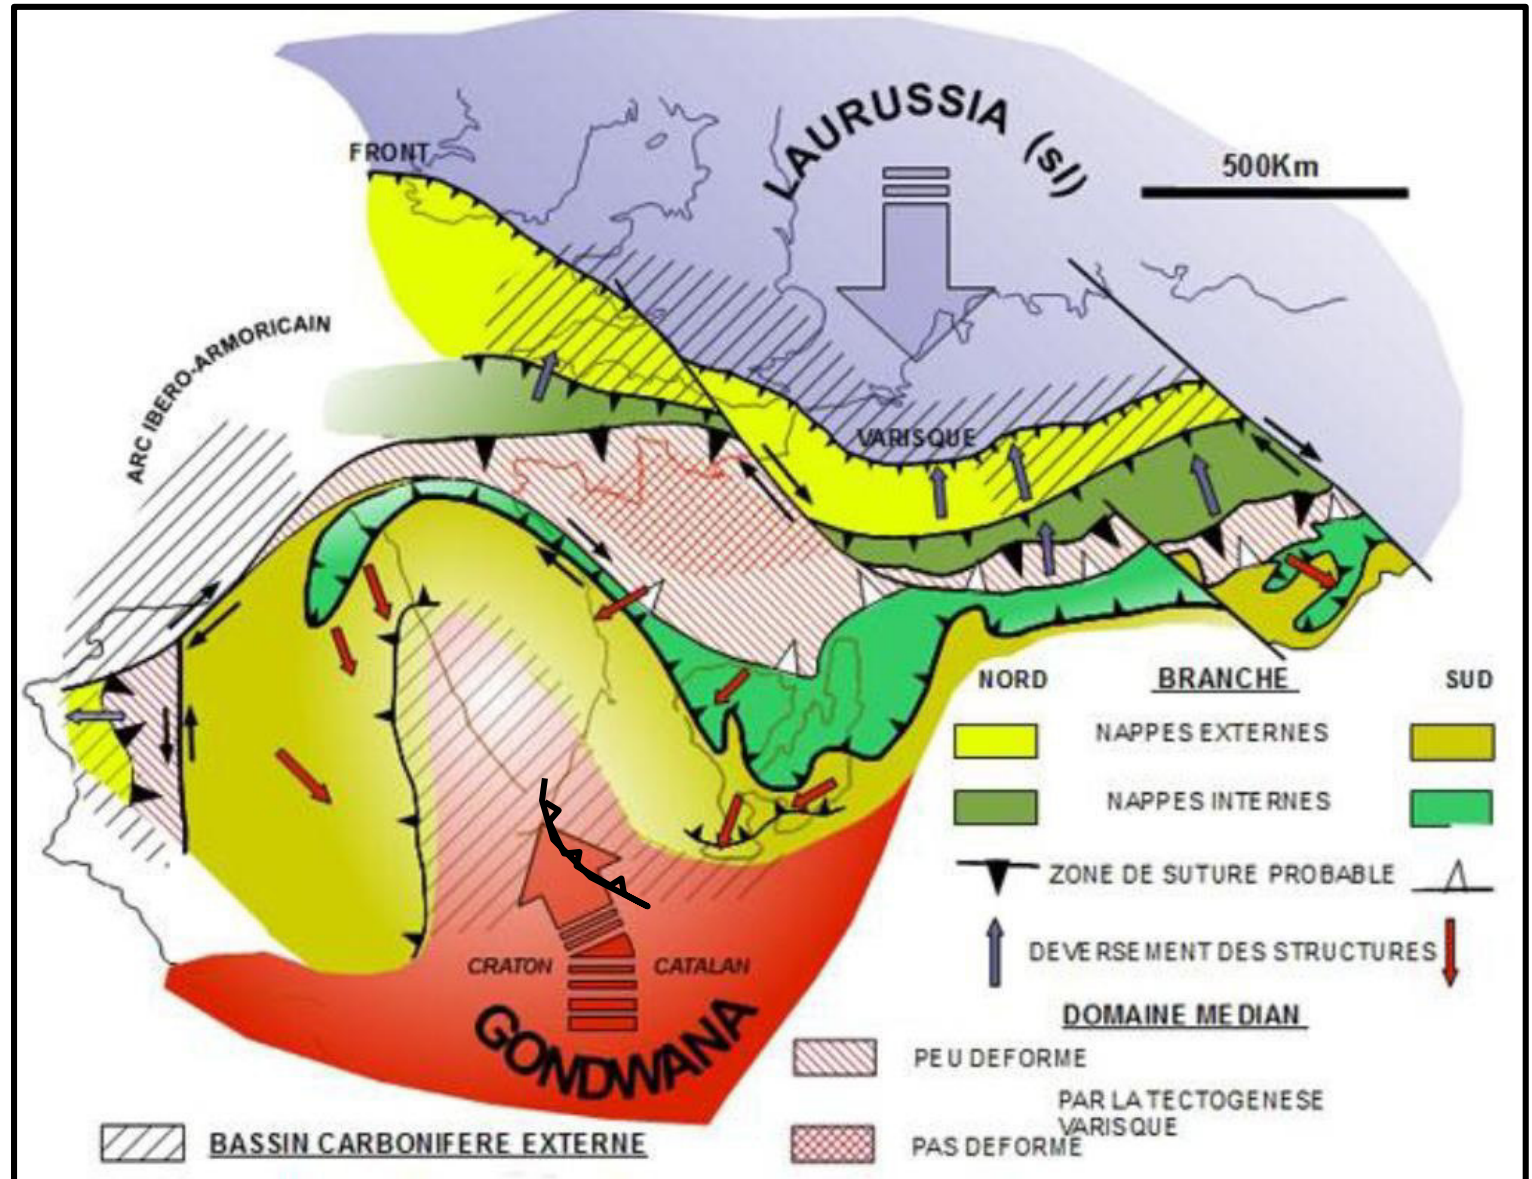 LAURUSSIA (sl)
FRONT
500Km
ARC IBERO-ARMORICAIN
VARISQUE
NORD BRANCHE SUD
NAPPES EXTERNES
NAPPES INTERNES
ZONE DE SUTURE PROBABLE
DEVERSEMENT DES STRUCTURES
CRATON CATALAN
GONDWANA
DOMAINE MEDIAN
PEU DEFORME
PAR LA TECTOGENESE
VARISQUE
PAS DEFORME
BASSIN CARBONIFERE EXTERNE